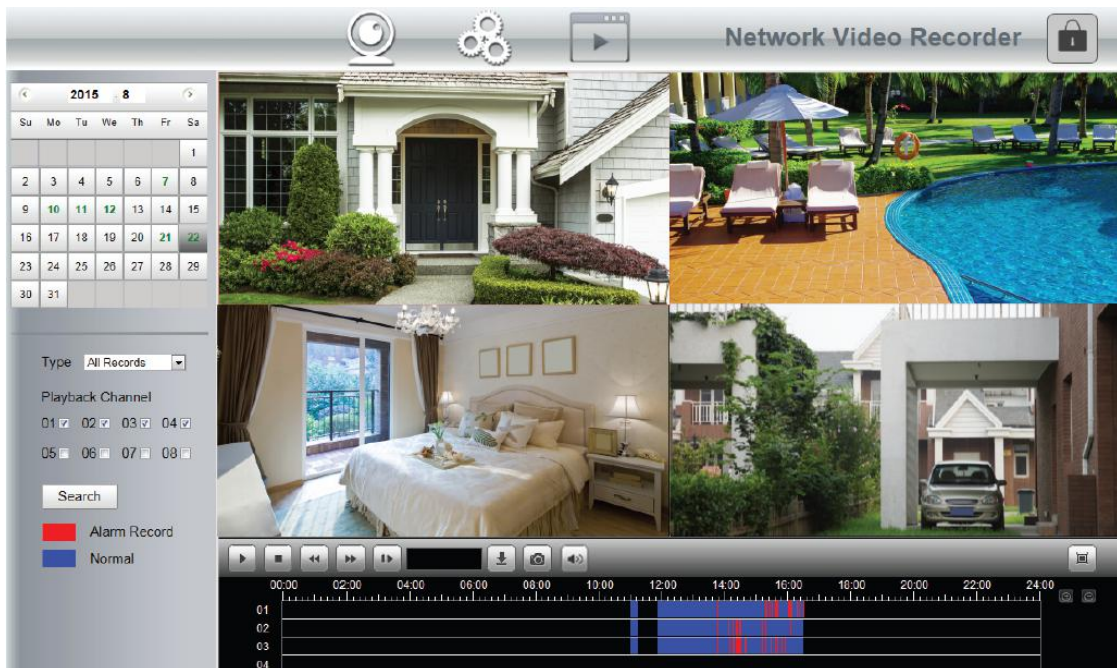 Network Video Recorder
2015 . 8
Su Mo Tu We Th Fr Sa
1
2 3 4 5 6 7 8
9 10 11 12 13 14 15
16 17 18 19 20 21 22
23 24 25 26 27 28 29
30 31
Type All Records
Playback Channel
01 02 03 04
05 06 07 08
Search
Alarm Record
Normal
00:00 02:00 04:00 06:00 08:00 10:00 12:00 14:00 16:00 18:00 20:00 22:00 24:00
01
02
03
04